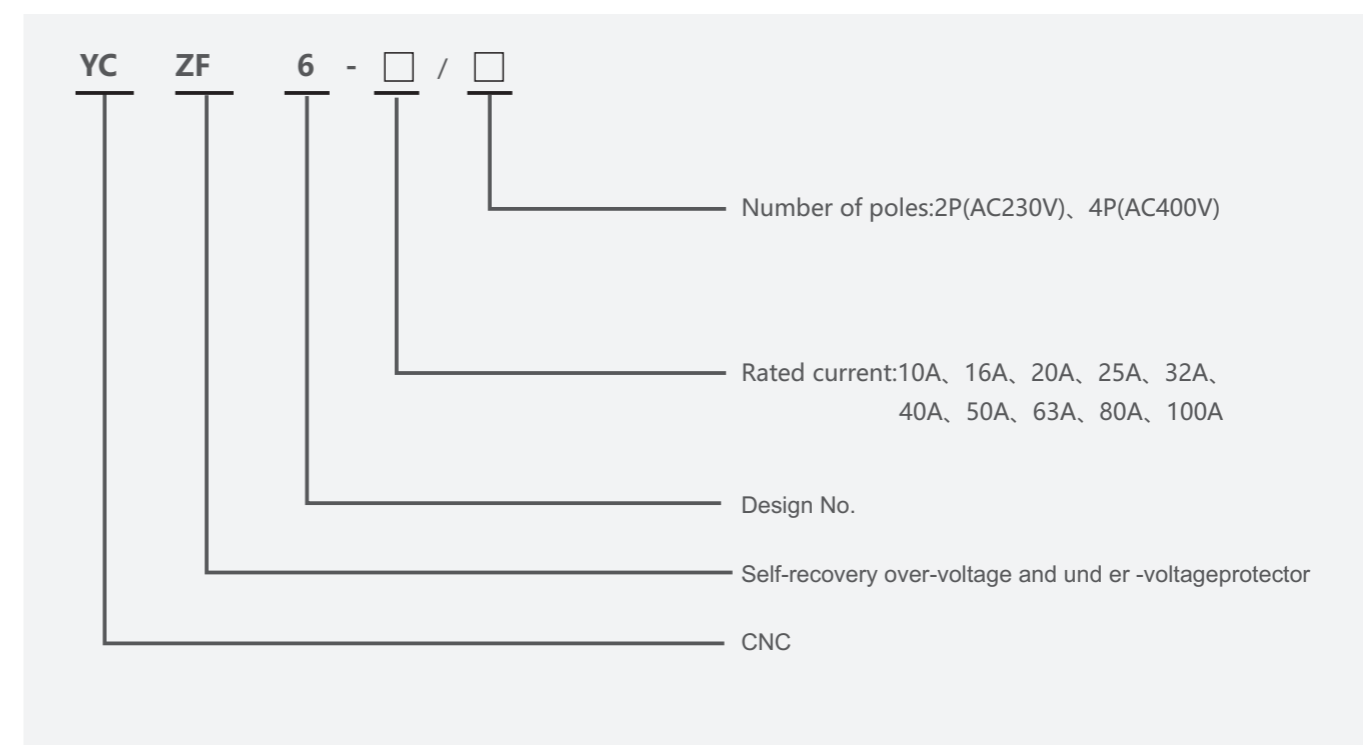 YC ZF 6 - □ / □
Number of poles:2P(AC230V)、4P(AC400V)
Rated current:10A、16A、20A、25A、32A、
40A、50A、63A、80A、100A
Design No.
Self-recovery over-voltage and und er -voltageprotector
CNC